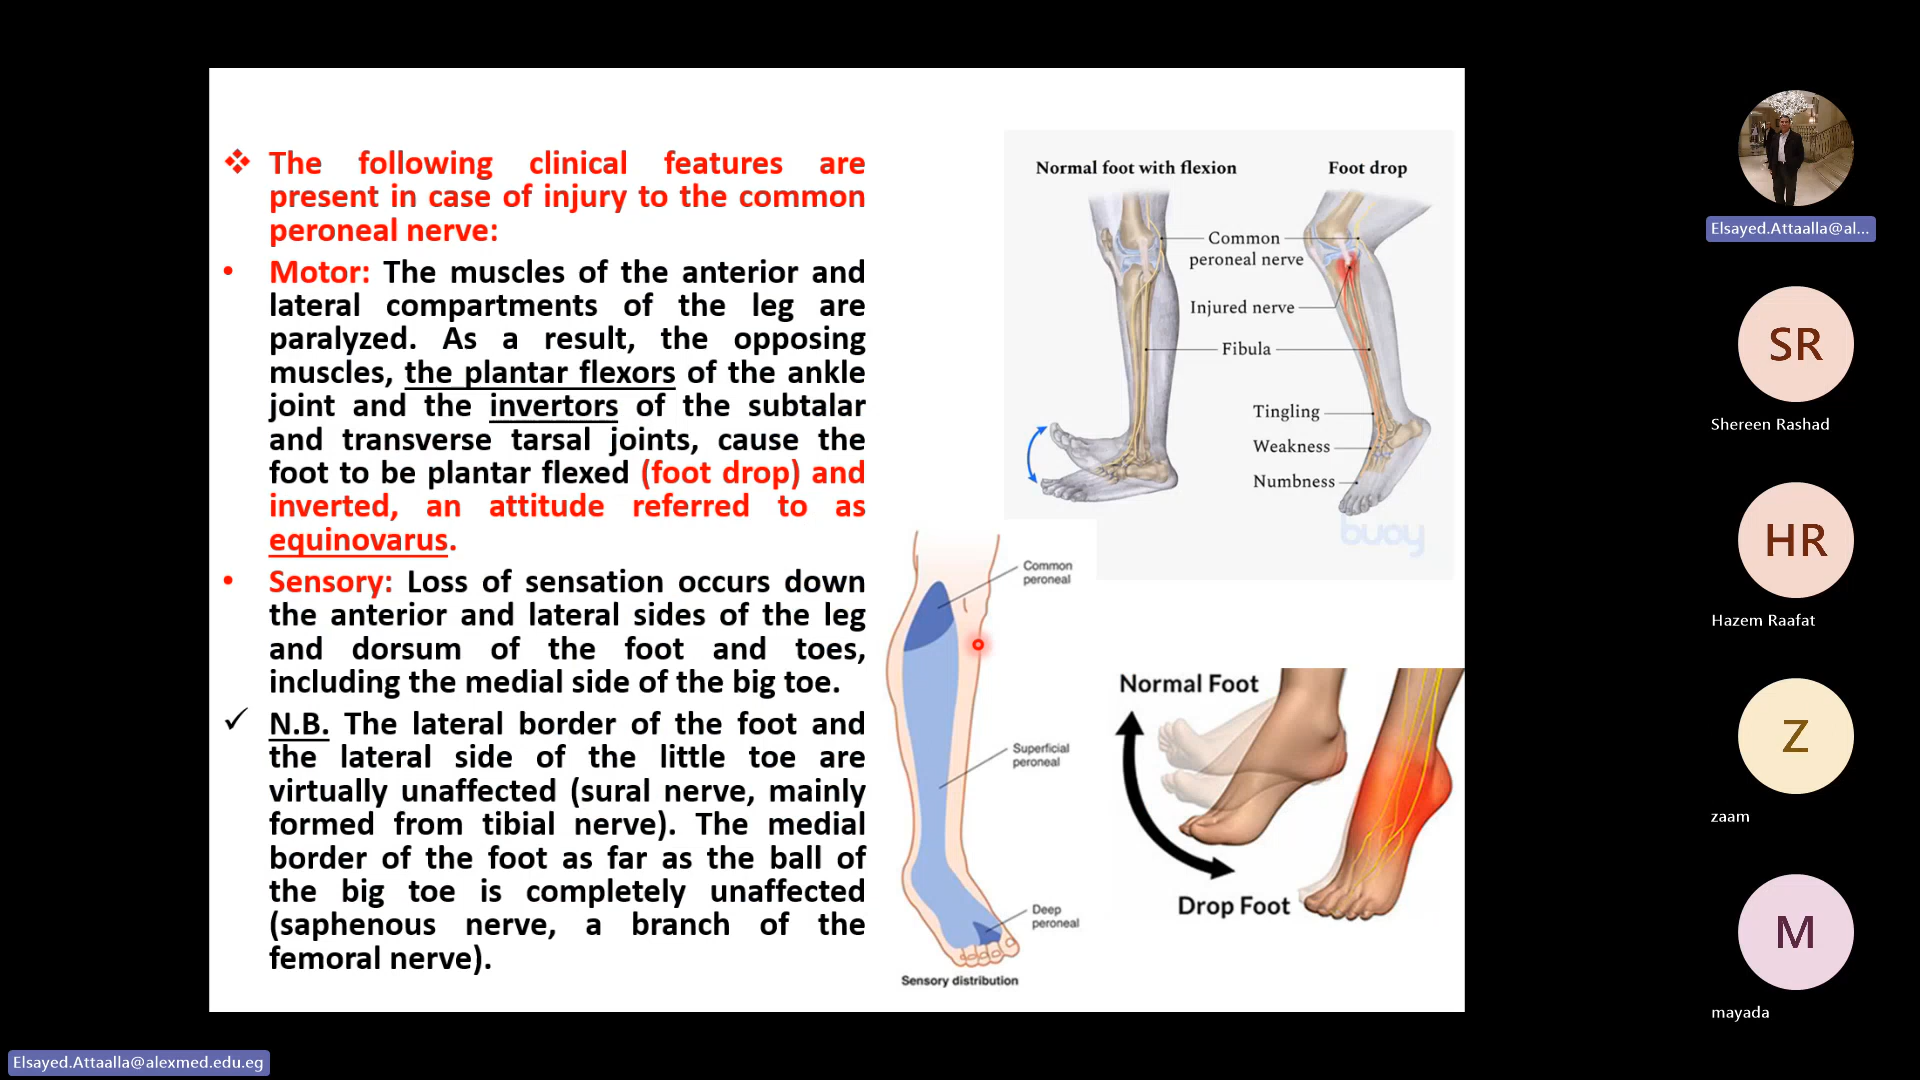 ❖ The following clinical features are
present in case of injury to the common
peroneal nerve:
• Motor: The muscles of the anterior and
lateral compartments of the leg are
paralyzed. As a result, the opposing
muscles, the plantar flexors of the ankle
joint and the invertors of the subtalar
and transverse tarsal joints, cause the
foot to be plantar flexed (foot drop) and
inverted, an attitude referred to as
equinovarus.
• Sensory: Loss of sensation occurs down
the anterior and lateral sides of the leg
and dorsum of the foot and toes,
including the medial side of the big toe.
✓ N.B. The lateral border of the foot and
the lateral side of the little toe are
virtually unaffected (sural nerve, mainly
formed from tibial nerve). The medial
border of the foot as far as the ball of
the big toe is completely unaffected
(saphenous nerve, a branch of the
femoral nerve).
Normal foot with flexion
Foot drop
Common
peroneal nerve
Injured nerve
Fibula
Tingling
Weakness
Numbness
buoy
Common
peroneal
Superficial
peroneal
Deep
peroneal
Sensory distribution
Normal Foot
Drop Foot
Elsayed.Attaalla@al...
SR
Shereen Rashad
HR
Hazem Raafat
Z
zaam
M
mayada
Elsayed.Attaalla@alexmed.edu.eg